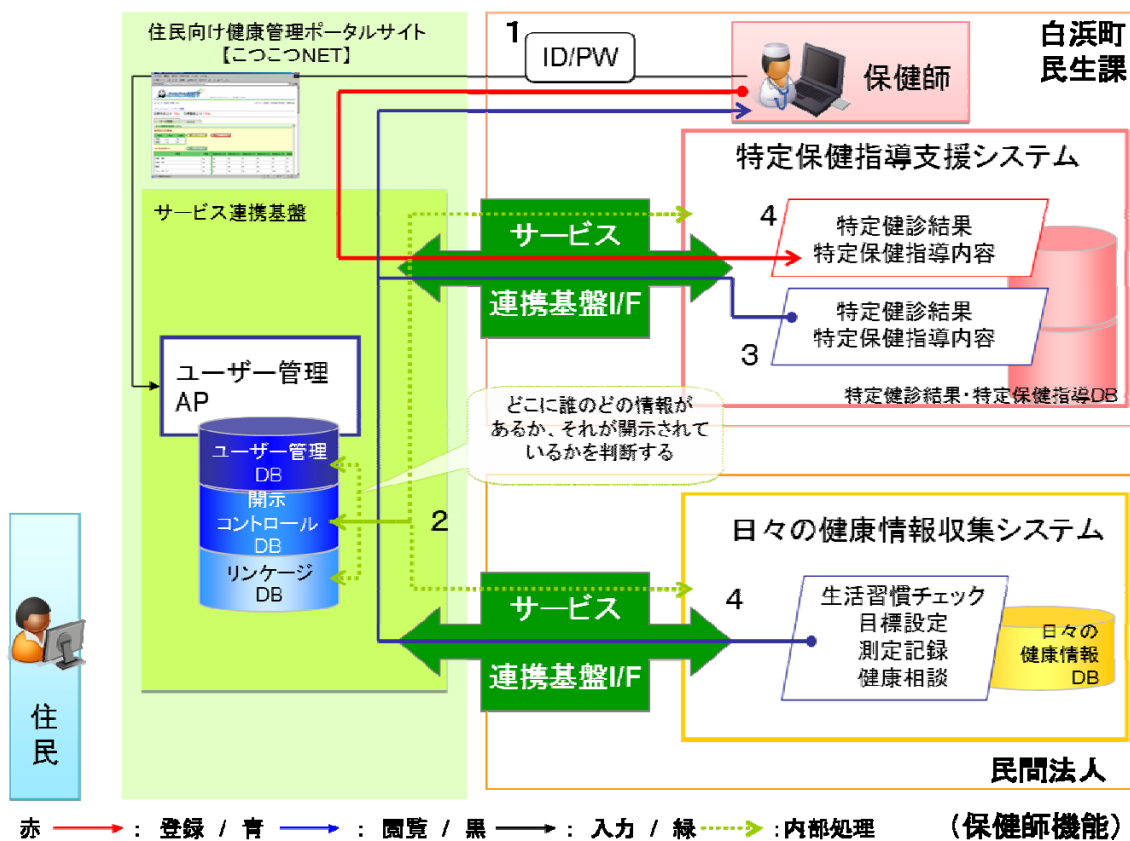 住民向け健康管理ポータルサイト
【こつこつNET】
1
ID/PW
保健師
白浜町
民生課
サービス連携基盤
特定保健指導支援システム
サービス
連携基盤I/F
4
特定健診結果
特定保健指導内容
特定健診結果
特定保健指導内容
3
特定健診結果・特定保健指導DB
ユーザー管理
AP
どこに誰のどの情報が
あるか、それが開示されて
いるかを判断する
ユーザー管理
DB
開示
コントロール
DB
リンケージ
DB
2
日々の健康情報収集システム
サービス
連携基盤I/F
4
生活習慣チェック
目標設定
測定記録
健康相談
日々の
健康情報
DB
住
民
民間法人
赤 : 登録 / 青 : 閲覧 / 黒 : 入力 / 緑 :内部処理
(保健師機能)